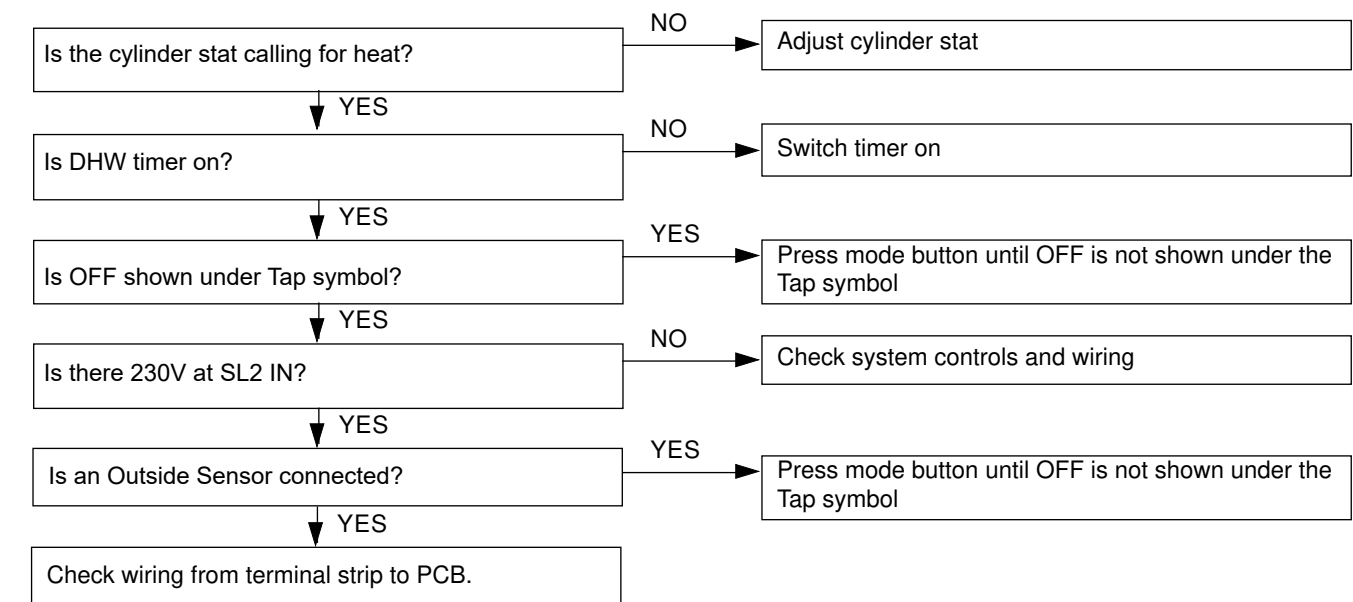 Is the cylinder stat calling for heat?
NO
Adjust cylinder stat
YES
Is DHW timer on?
NO
Switch timer on
YES
Is OFF shown under Tap symbol?
YES
Press mode button until OFF is not shown under the
Tap symbol
YES
Is there 230V at SL2 IN?
NO
Check system controls and wiring
YES
Is an Outside Sensor connected?
YES
Press mode button until OFF is not shown under the
Tap symbol
YES
Check wiring from terminal strip to PCB.